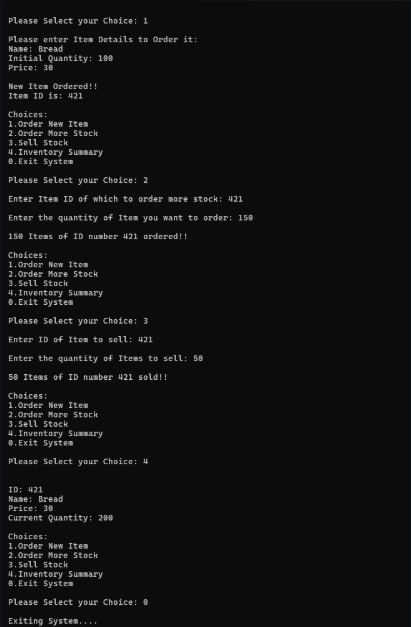 Please Select your Choice: 1
Please enter Item Details to Order it:
Name: Bread
Initial Quantity: 100
Price: 30
New Item Ordered!!
Item ID is: 421
Choices:
1.Order New Item
2.Order More Stock
3.Sell Stock
4.Inventory Summary
0.Exit System
Please Select your Choice: 2
Enter Item ID of which to order more stock: 421
Enter the quantity of Item you want to order: 150
150 Items of ID number 421 ordered!!
Choices:
1.Order New Item
2.Order More Stock
3.Sell Stock
4.Inventory Summary
0.Exit System
Please Select your Choice: 3
Enter ID of Item to sell: 421
Enter the quantity of Items to sell: 50
50 Items of ID number 421 sold!!
Choices:
1.Order New Item
2.Order More Stock
3.Sell Stock
4.Inventory Summary
0.Exit System
Please Select your Choice: 4
ID: 421
Name: Bread
Price: 30
Current Quantity: 200
Choices:
1.Order New Item
2.Order More Stock
3.Sell Stock
4.Inventory Summary
0.Exit System
Please Select your Choice: 0
Exiting System....